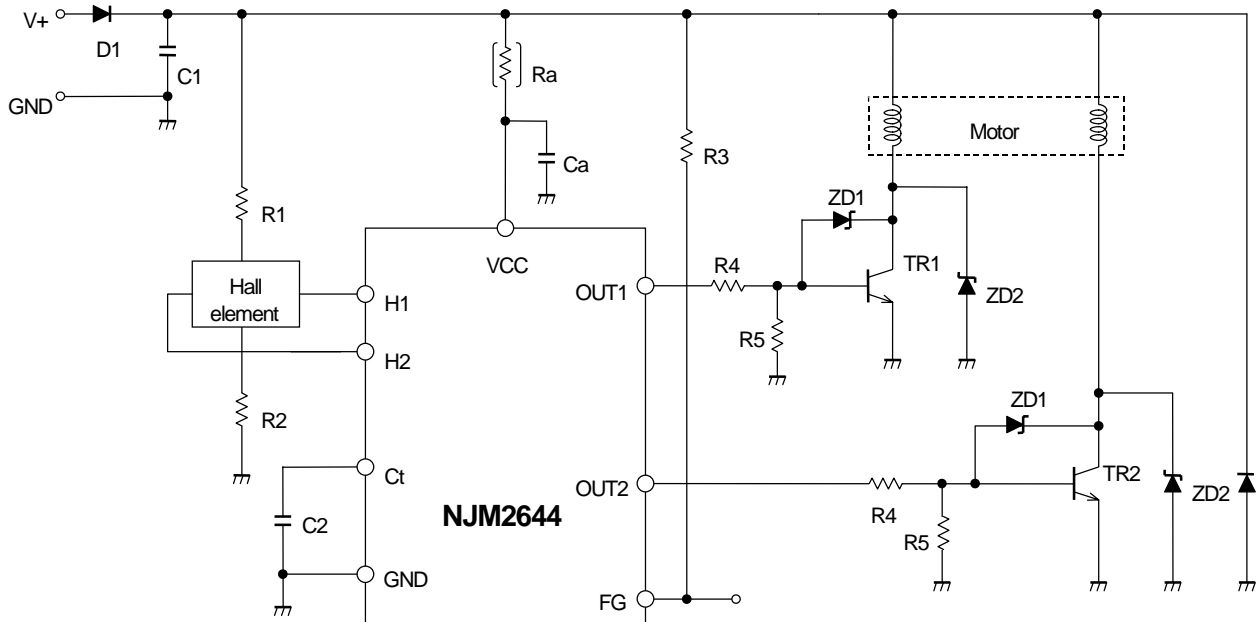 V+
D1
C1
GND
Ra
Ca
R3
Motor
R1
ZD1
VCC
R4
TR1
Hall
element
OUT1
H1
ZD2
R5
H2
ZD1
R2
Ct
TR2
OUT2
ZD2
C2
NJM2644
R4
R5
GND
FG